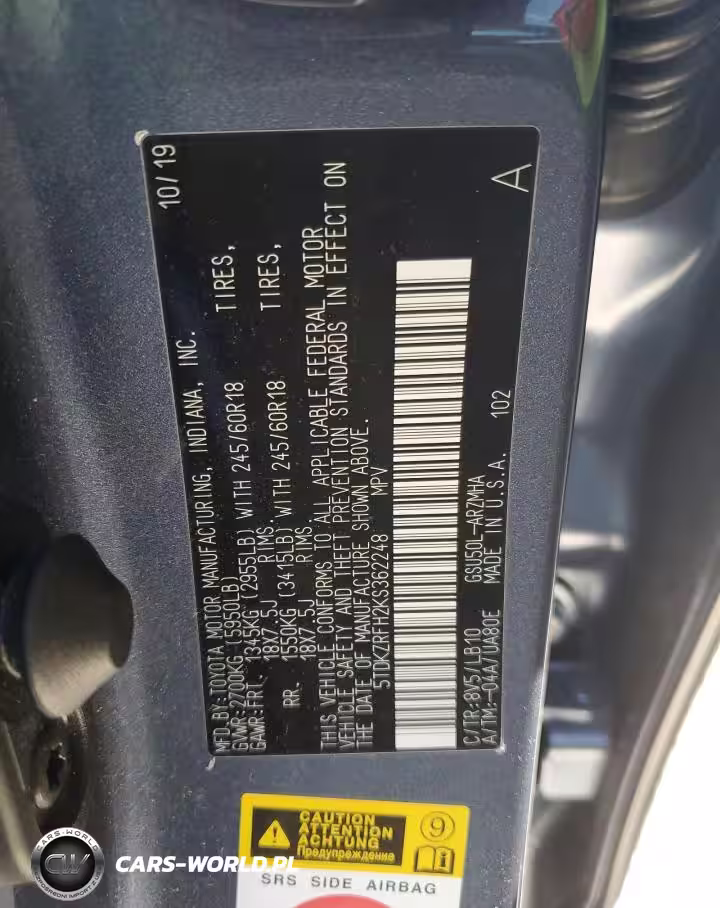 MFD. BY: TOYOTA MOTOR MANUFACTURING, INDIANA, INC. 10/19
GVWR: 2700KG (5950LB)
GAWR: FRT. 1345KG (2955LB) WITH 245/60R18 TIRES,
18X7.5J RIMS.
RR. 1550KG (3415LB) WITH 245/60R18 TIRES,
18X7.5J RIMS
THIS VEHICLE CONFORMS TO ALL APPLICABLE FEDERAL MOTOR
VEHICLE SAFETY AND THEFT PREVENTION STANDARDS IN EFFECT ON
THE DATE OF MANUFACTURE SHOWN ABOVE.
5TDKZRFH2KS362248 MPV
C/TR: 8V5/LB10 GSU50L-ARZMHA
A/TM: -04A/UA80E MADE IN U.S.A. 102 A
CAUTION
ATTENTION
ACHTUNG
Предупреждение
9
SRS SIDE AIRBAG
CARS-WORLD
CW
CARS-WORLD.PL